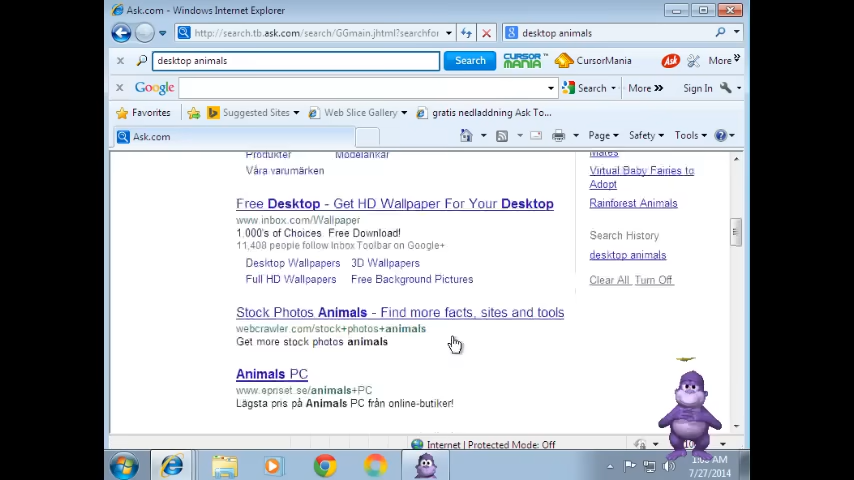 Ask.com - Windows Internet Explorer
http://search.tb.ask.com/search/GGmain.jhtml?searchfor
desktop animals
desktop animals
Search
CURSOR MANIA
CursorMania
Ask
More
Google
Search
More
Sign In
Favorites
Suggested Sites
Web Slice Gallery
gratis nedladdning Ask To...
Ask.com
Page
Safety
Tools
Produkter
Modelänkar
Våra varumärken
Free Desktop - Get HD Wallpaper For Your Desktop
www.inbox.com/Wallpaper
1,000's of Choices. Free Download!
11,408 people follow Inbox Toolbar on Google+
Desktop Wallpapers
3D Wallpapers
Full HD Wallpapers
Free Background Pictures
Stock Photos Animals - Find more facts, sites and tools
webcrawler.com/stock+photos+animals
Get more stock photos animals
Animals PC
www.epriset.se/animals+PC
Lägsta pris på Animals PC från online-butiker!
Mates
Virtual Baby Fairies to
Adopt
Rainforest Animals
Search History
desktop animals
Clear All
Turn Off
Internet | Protected Mode: Off
AM
7/27/2014